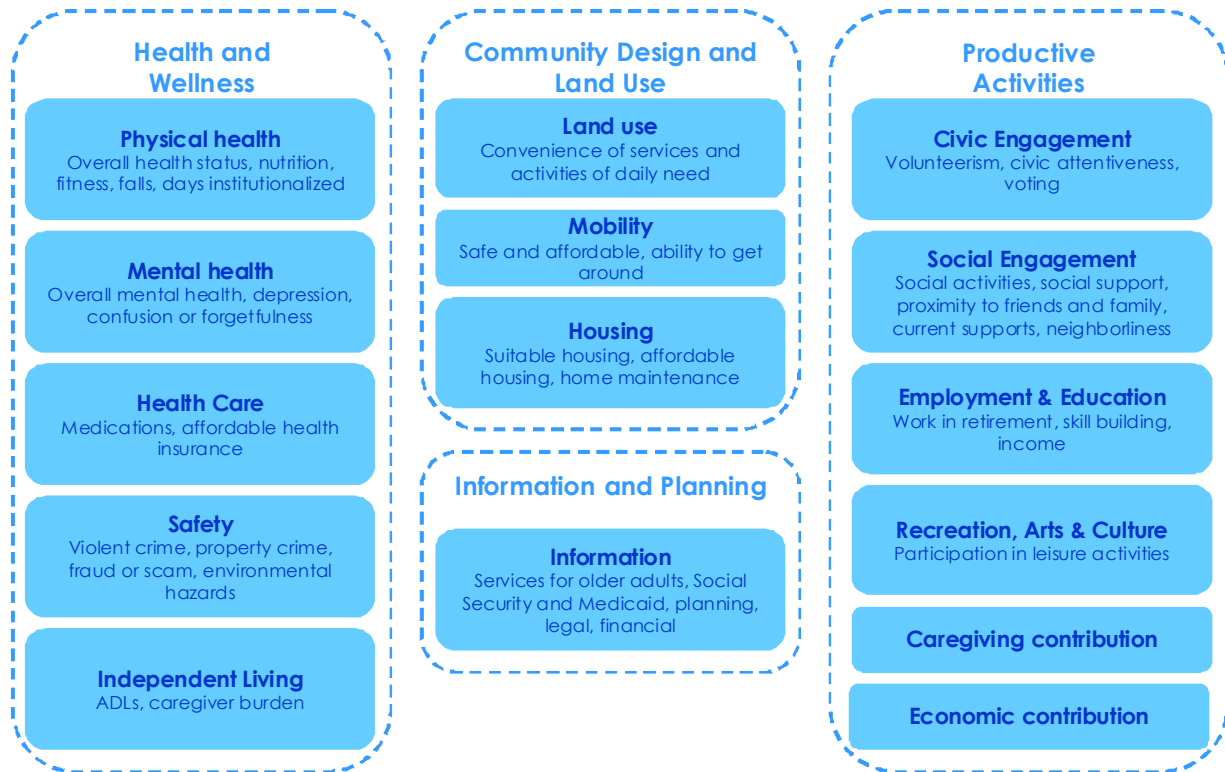 Health and
Wellness
Physical health
Overall health status, nutrition,
fitness, falls, days institutionalized
Mental health
Overall mental health, depression,
confusion or forgetfulness
Health Care
Medications, affordable health
insurance
Safety
Violent crime, property crime,
fraud or scam, environmental
hazards
Independent Living
ADLs, caregiver burden
Community Design and
Land Use
Land use
Convenience of services and
activities of daily need
Mobility
Safe and affordable, ability to get
around
Housing
Suitable housing, affordable
housing, home maintenance
Information and Planning
Information
Services for older adults, Social
Security and Medicaid, planning,
legal, financial
Productive
Activities
Civic Engagement
Volunteerism, civic attentiveness,
voting
Social Engagement
Social activities, social support,
proximity to friends and family,
current supports, neighborliness
Employment & Education
Work in retirement, skill building,
income
Recreation, Arts & Culture
Participation in leisure activities
Caregiving contribution
Economic contribution